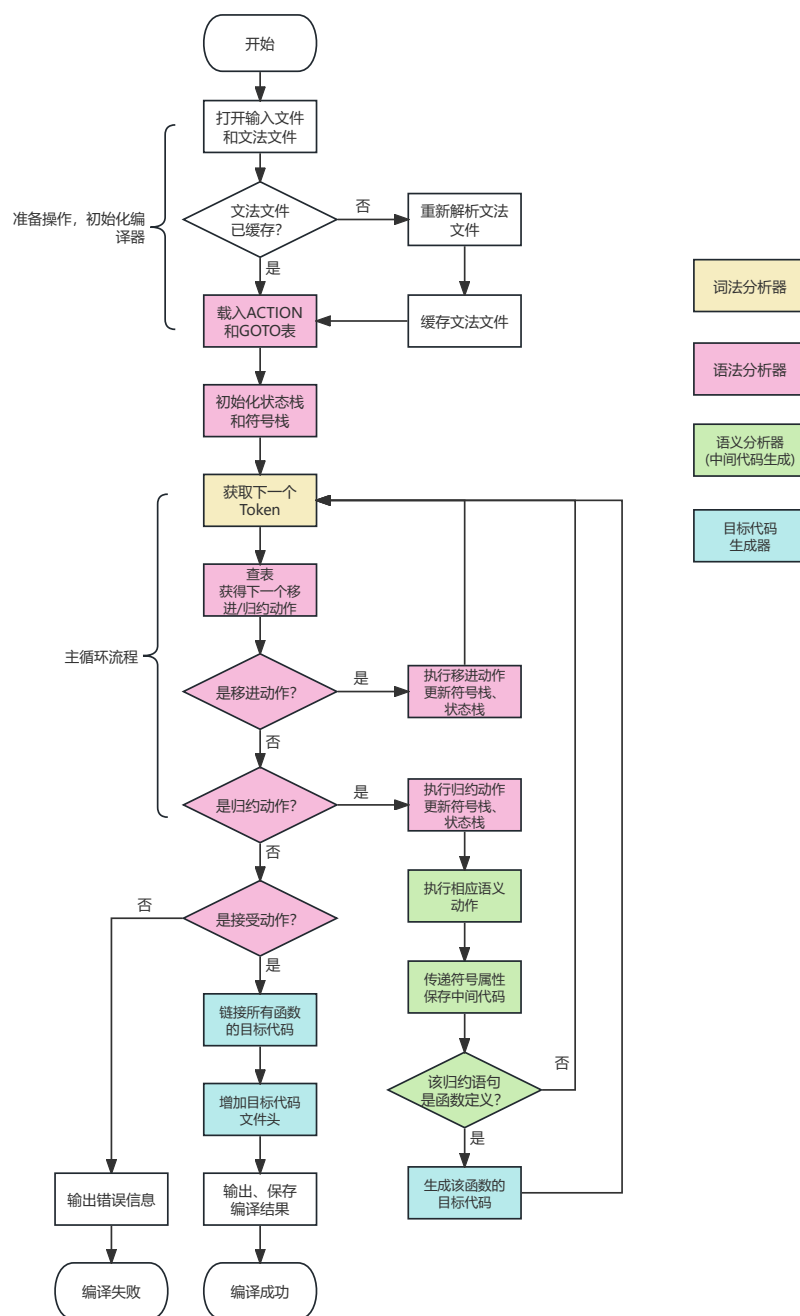 开始
打开输入文件
和文法文件
准备操作，初始化编
译器
文法文件
已缓存？
否
重新解析文法
文件
是
载入ACTION
和GOTO表
缓存文法文件
词法分析器
语法分析器
语义分析器
(中间代码生成)
目标代码
生成器
初始化状态栈
和符号栈
获取下一个
Token
查表
获得下一个移
进/归约动作
主循环流程
是移进动作？
是
执行移进动作
更新符号栈、
状态栈
否
是归约动作？
是
执行归约动作
更新符号栈、
状态栈
否
执行相应语义
动作
是接受动作？
否
是
传递符号属性
保存中间代码
链接所有函数
的目标代码
该归约语句
是函数定义？
否
是
增加目标代码
文件头
生成该函数的
目标代码
输出错误信息
输出、保存
编译结果
编译失败
编译成功